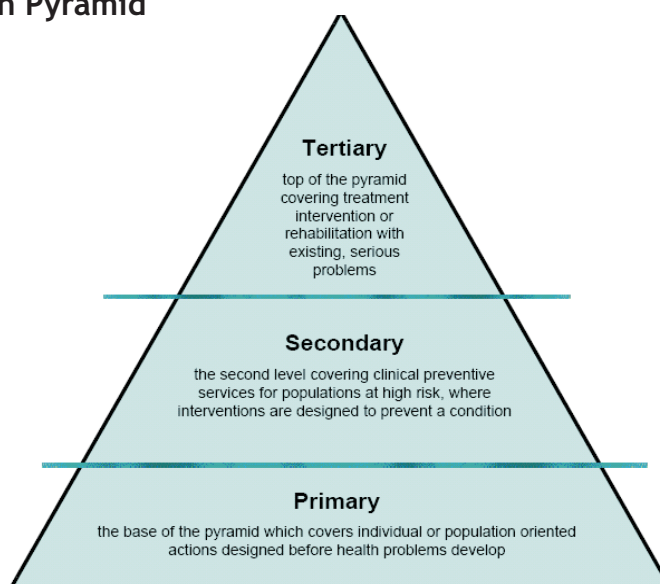 n Pyramid
Tertiary
top of the pyramid
covering treatment
intervention or
rehabilitation with
existing, serious
problems
Secondary
the second level covering clinical preventive
services for populations at high risk, where
interventions are designed to prevent a condition
Primary
the base of the pyramid which covers individual or population oriented
actions designed before health problems develop